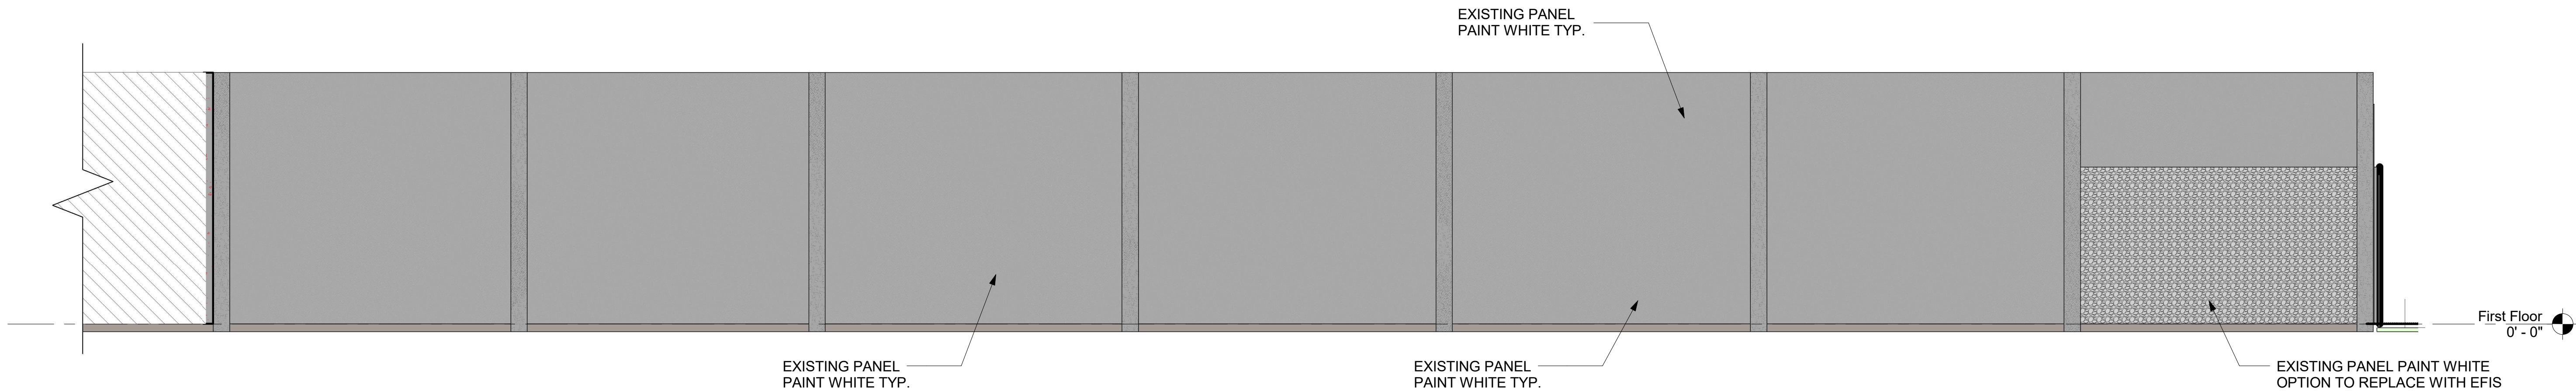 EXISTING PANEL
PAINT WHITE TYP.
First Floor
0' - 0"
EXISTING PANEL
PAINT WHITE TYP.
EXISTING PANEL
PAINT WHITE TYP.
EXISTING PANEL PAINT WHITE
OPTION TO REPLACE WITH EFIS